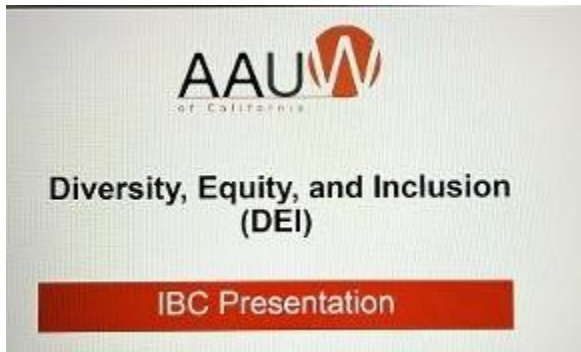 AAUW
of California
Diversity, Equity, and Inclusion
(DEI)
IBC Presentation